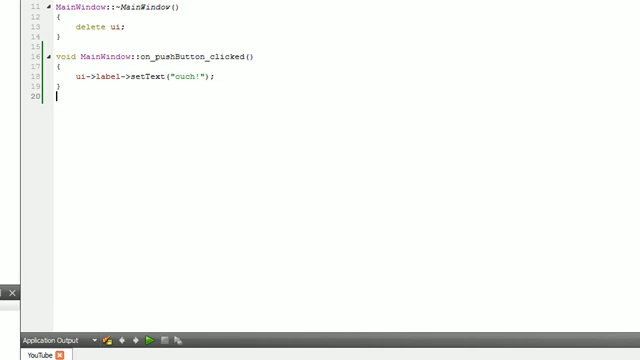 11 MainWindow::~MainWindow()
12 {
13 delete ui;
14 }
15
16 void MainWindow::on_pushButton_clicked()
17 {
18 ui->label->setText("ouch!");
19 }
20
Application Output
YouTube